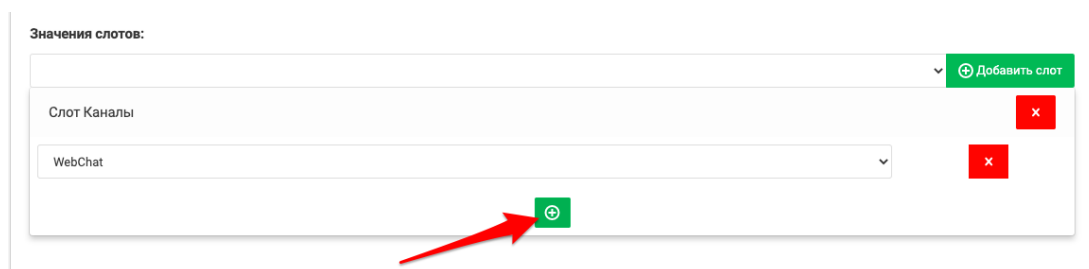 Значения слотов:
Добавить слот
Слот Каналы
WebChat